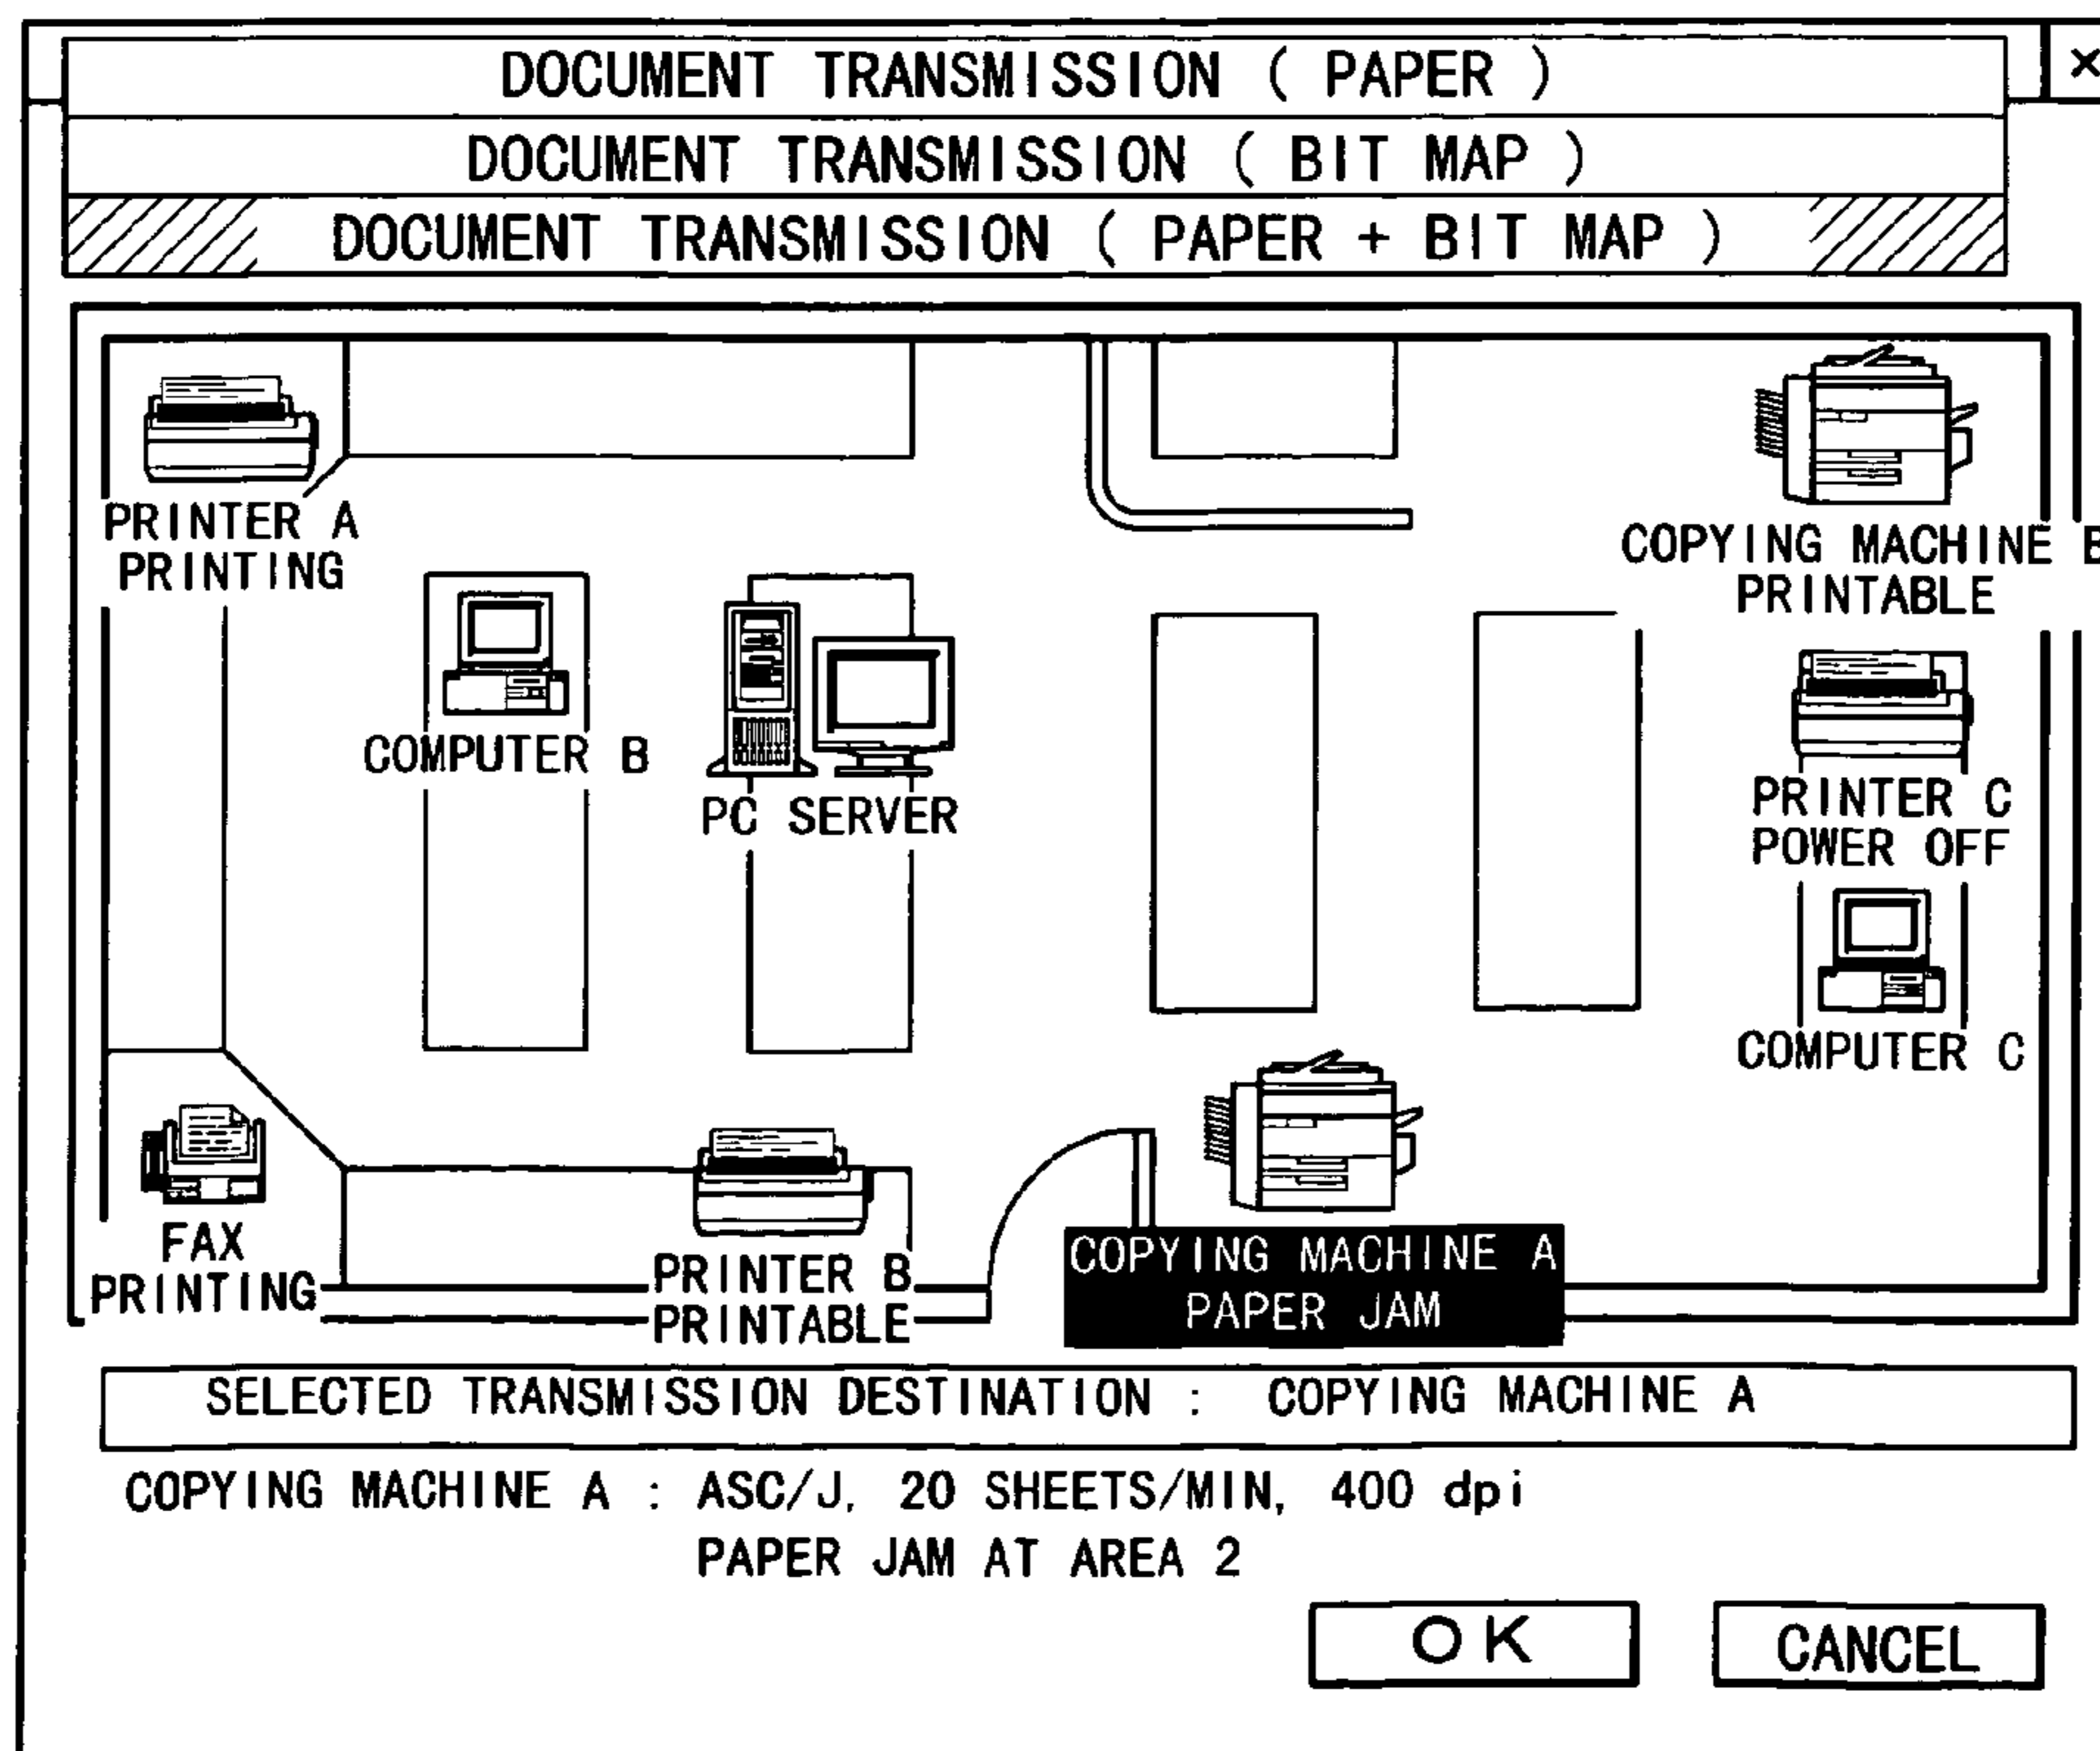 DOCUMENT TRANSMISSION ( PAPER )
×
DOCUMENT TRANSMISSION ( BIT MAP )
DOCUMENT TRANSMISSION ( PAPER + BIT MAP )
PRINTER A
PRINTING
COPYING MACHINE B
PRINTABLE
COMPUTER B
PC SERVER
PRINTER C
POWER OFF
COMPUTER C
FAX
PRINTING
PRINTER B
PRINTABLE
COPYING MACHINE A
PAPER JAM
SELECTED TRANSMISSION DESTINATION : COPYING MACHINE A
COPYING MACHINE A : ASC/J, 20 SHEETS/MIN, 400 dpi
PAPER JAM AT AREA 2
OK
CANCEL